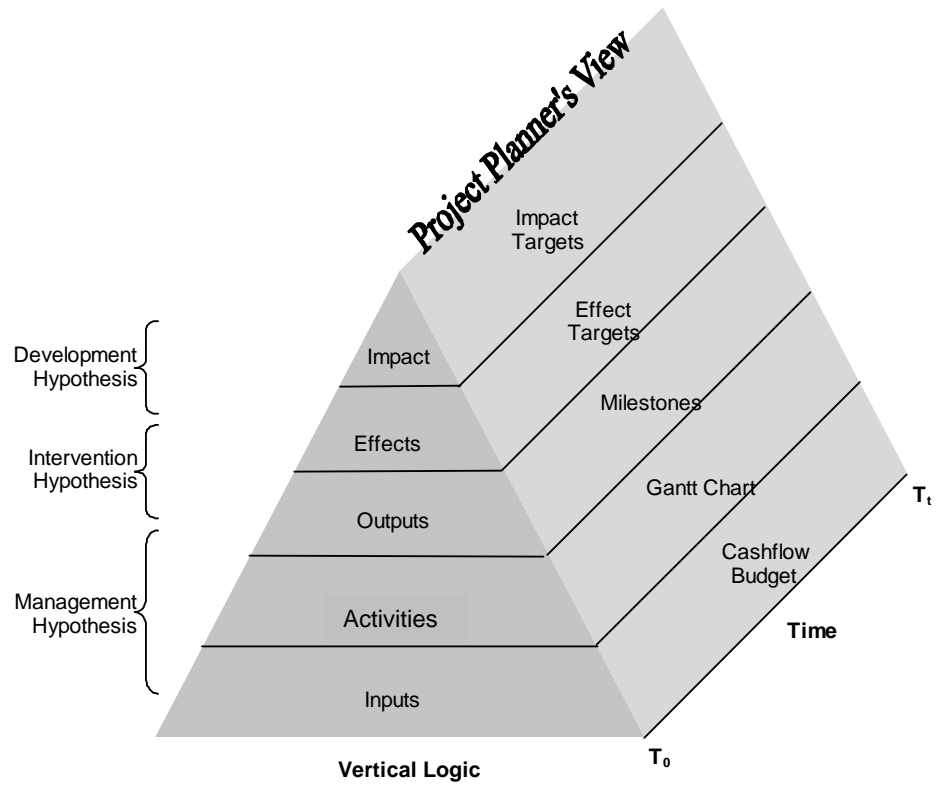 Project Planner's View
Impact
Targets
Effect
Targets
Milestones
Gantt Chart
Cashflow
Budget
Development
Hypothesis
Intervention
Hypothesis
Management
Hypothesis
Impact
Effects
Outputs
Activities
Inputs
Tt
Time
T0
Vertical Logic